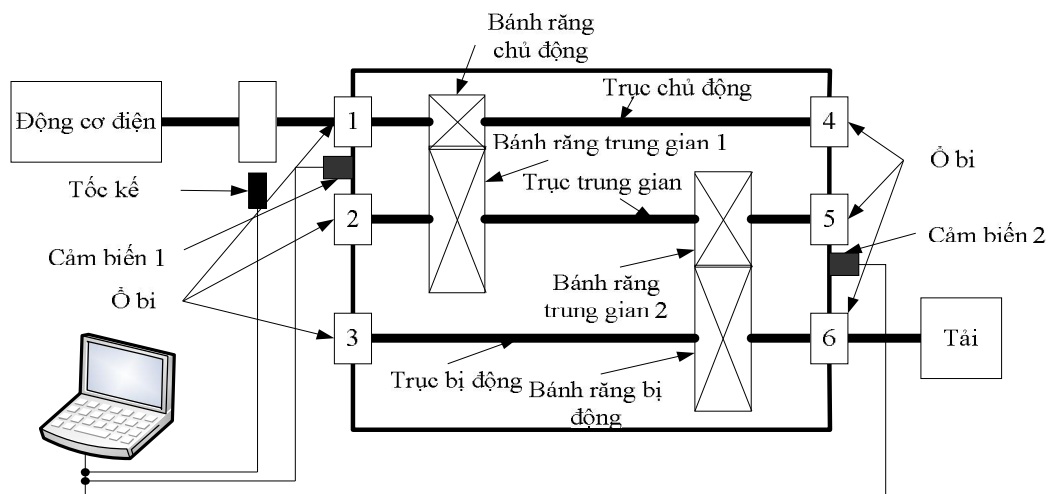 Bánh răng
chủ động
Động cơ điện
1
Trục chủ động
4
Bánh răng trung gian 1
Ổ bi
Tốc kế
Trục trung gian
2
5
Cảm biến 1
Cảm biến 2
Ổ bi
Bánh răng
trung gian 2
3
6
Tải
Trục bị động
Bánh răng bị
động